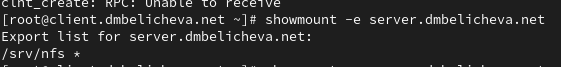 clnt_create: RPC: Unable to receive
[root@client.dmbelicheva.net ~]# showmount -e server.dmbelicheva.net
Export list for server.dmbelicheva.net:
/srv/nfs *